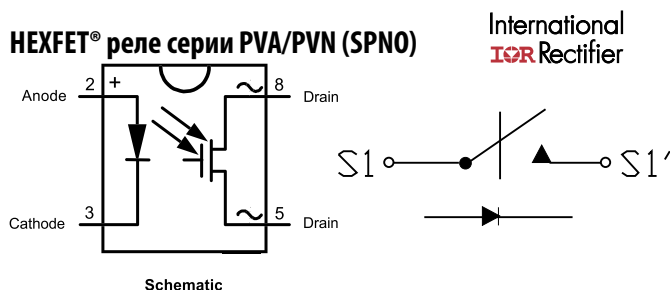 International
IOR Rectifier
HEXFET® реле серии PVA/PVN (SPNO)
2 + 8
Anode Drain
S1 S1′
3 5
Cathode Drain
Schematic